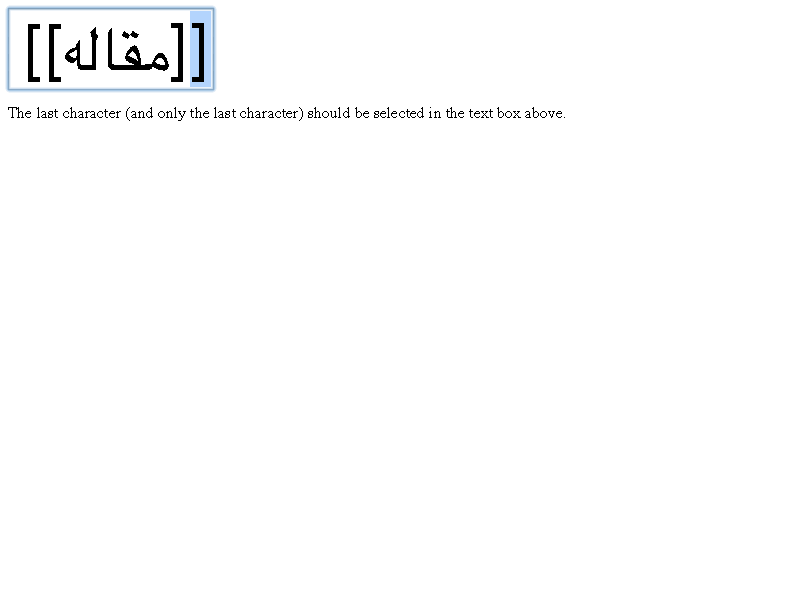 [[مقاله]]
The last character (and only the last character) should be selected in the text box above.